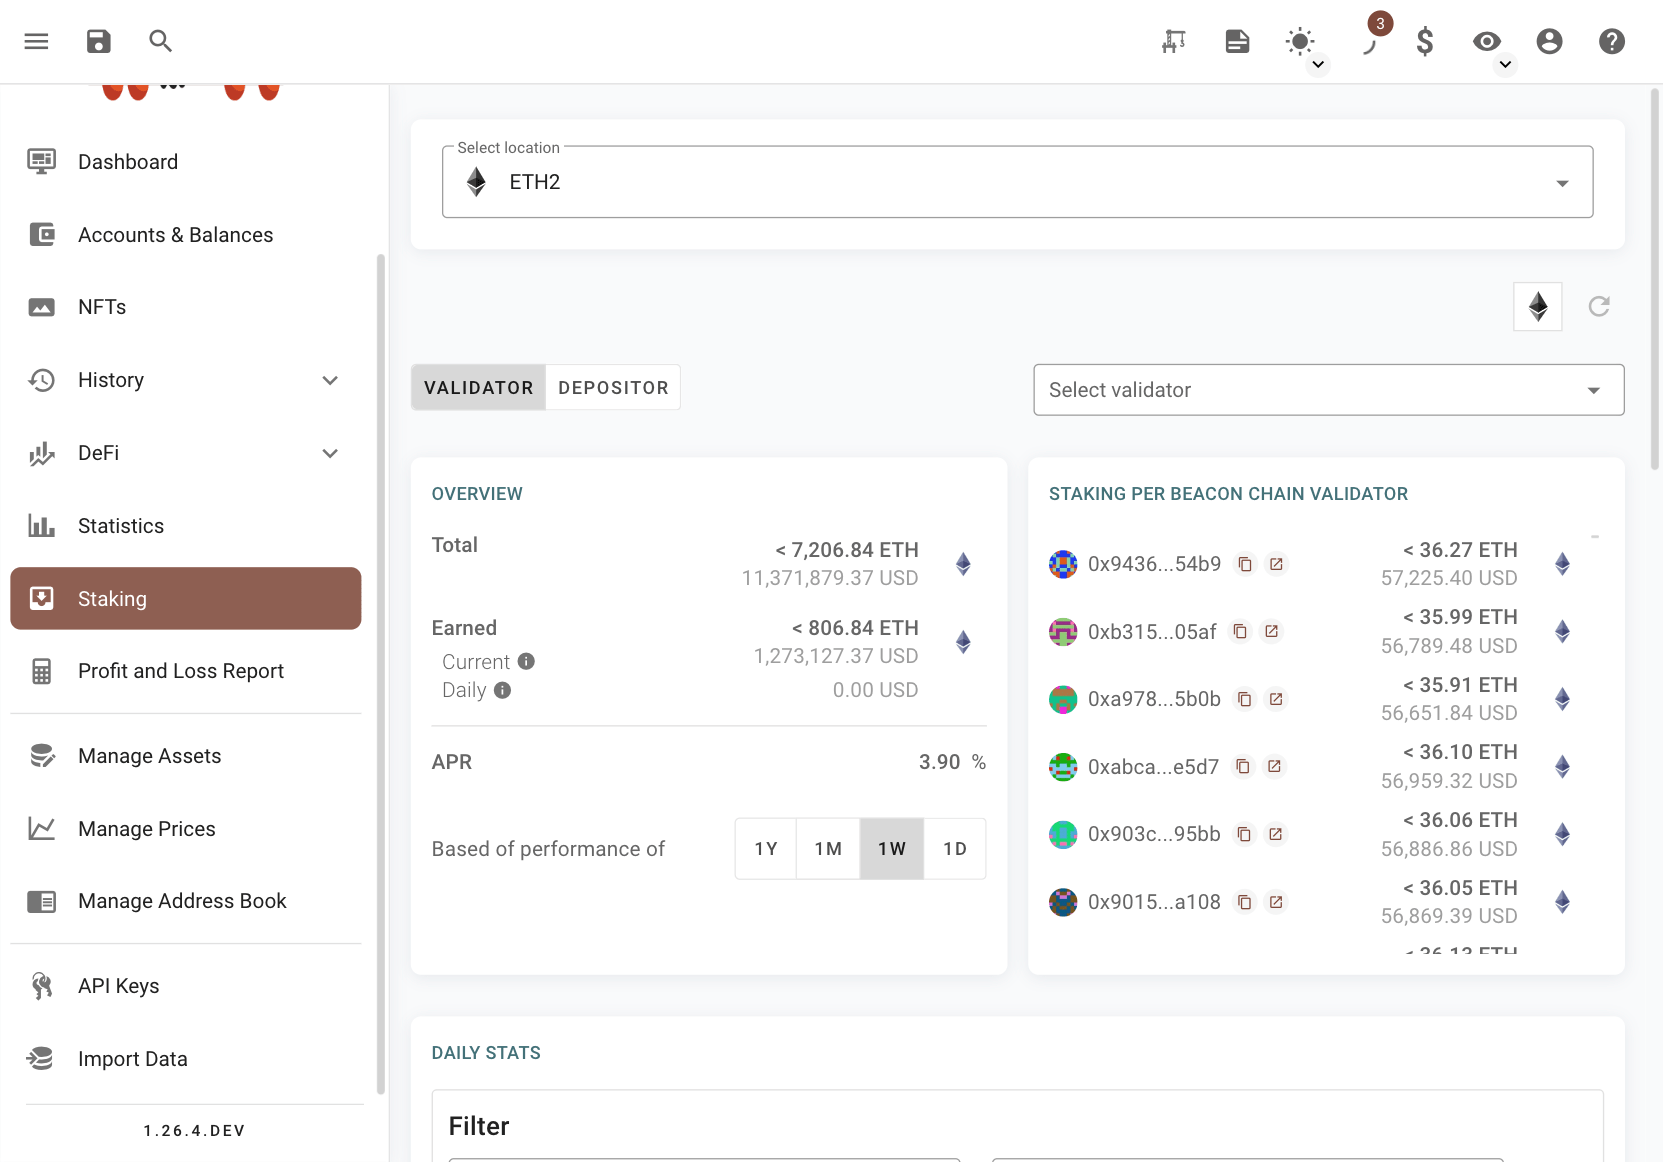 3
Dashboard
Accounts & Balances
NFTs
History
DeFi
Statistics
Staking
Profit and Loss Report
Manage Assets
Manage Prices
Manage Address Book
API Keys
Import Data
1.26.4.DEV
Select location
ETH2
VALIDATOR DEPOSITOR
Select validator
OVERVIEW
Total
< 7,206.84 ETH
11,371,879.37 USD
Earned
< 806.84 ETH
Current
1,273,127.37 USD
Daily
0.00 USD
APR
3.90 %
Based of performance of
1Y 1M 1W 1D
STAKING PER BEACON CHAIN VALIDATOR
0x9436...54b9
< 36.27 ETH
57,225.40 USD
0xb315...05af
< 35.99 ETH
56,789.48 USD
0xa978...5b0b
< 35.91 ETH
56,651.84 USD
0xabca...e5d7
< 36.10 ETH
56,959.32 USD
0x903c...95bb
< 36.06 ETH
56,886.86 USD
0x9015...a108
< 36.05 ETH
56,869.39 USD
< 36.13 ETH
DAILY STATS
Filter